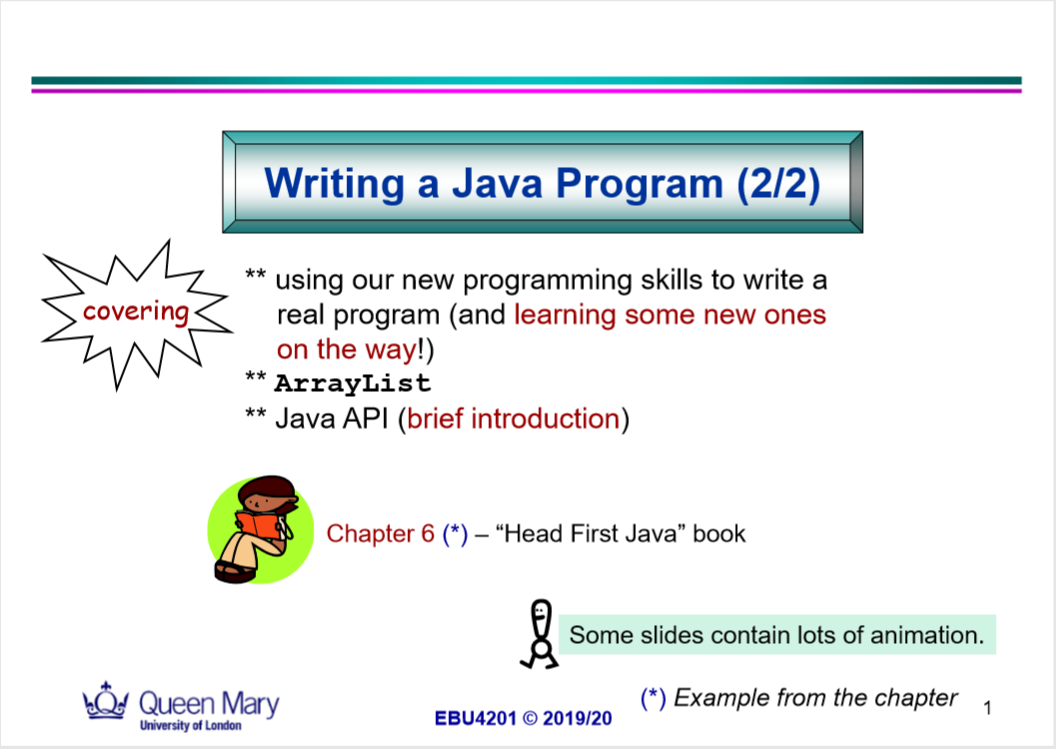 Writing a Java Program (2/2)
covering
** using our new programming skills to write a
real program (and learning some new ones
on the way!)
** ArrayList
** Java API (brief introduction)
Chapter 6 (*) – “Head First Java” book
Some slides contain lots of animation.
(*) Example from the chapter
Queen Mary
University of London
EBU4201 © 2019/20
1